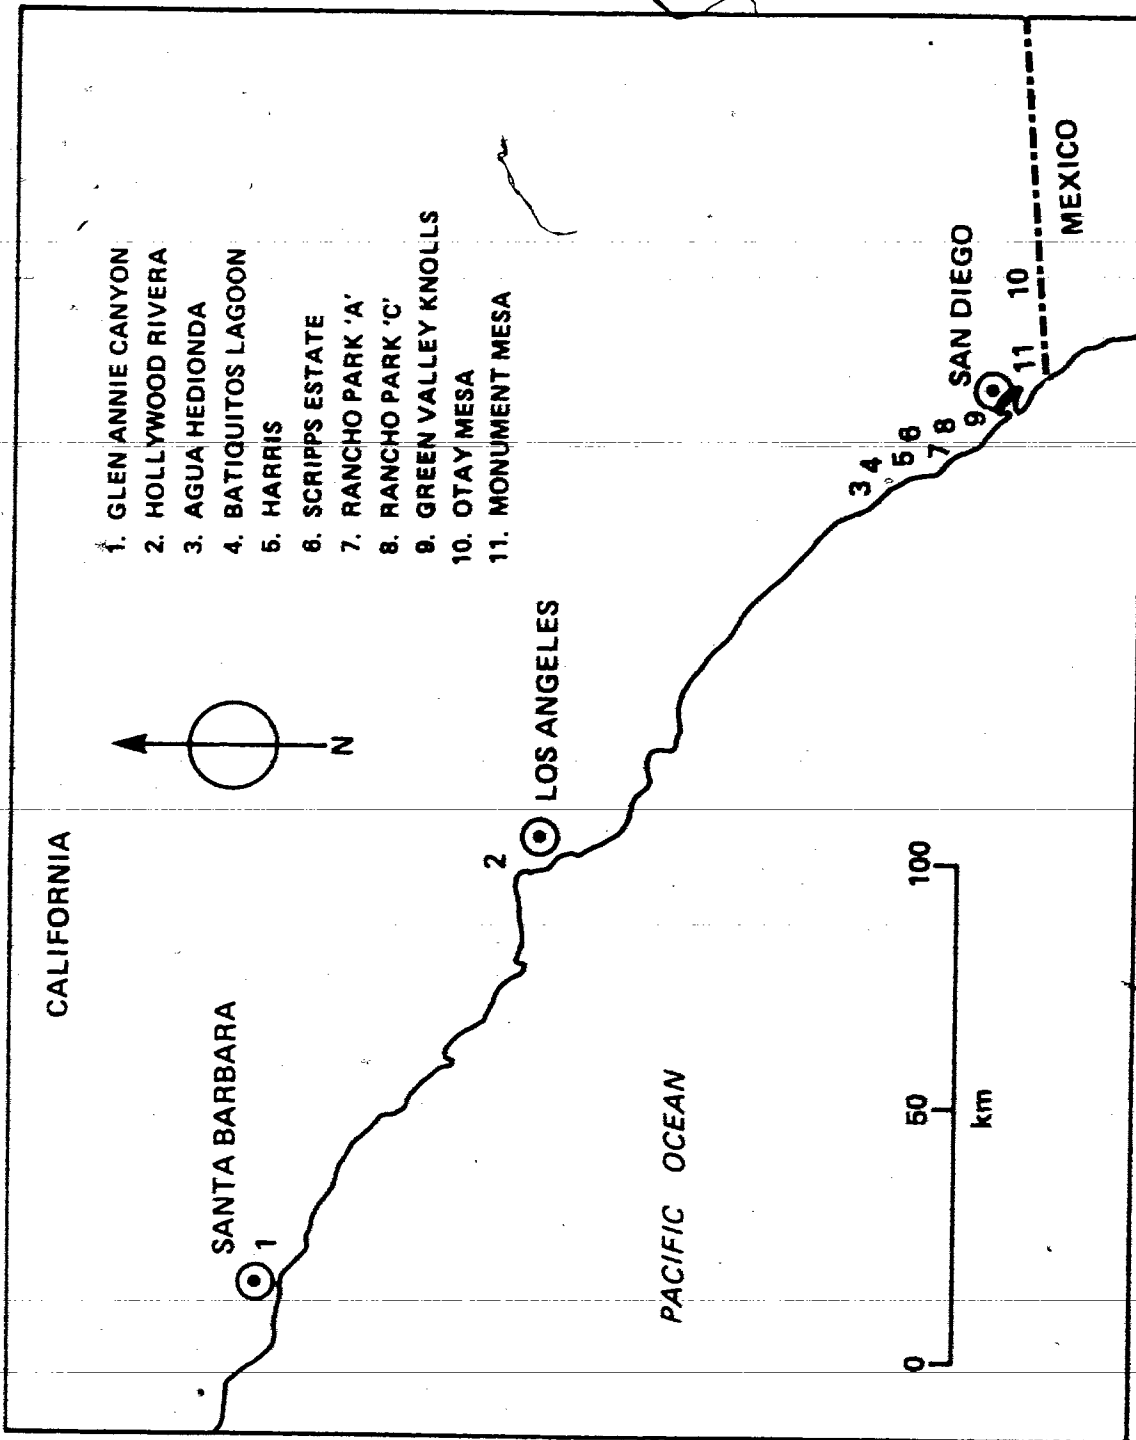 CALIFORNIA
1. GLEN ANNIE CANYON
2. HOLLYWOOD RIVERA
3. AGUA HEDIONDA
4. BATIQUITOS LAGOON
5. HARRIS
6. SCRIPPS ESTATE
7. RANCHO PARK 'A'
8. RANCHO PARK 'C'
9. GREEN VALLEY KNOLLS
10. OTAY MESA
11. MONUMENT MESA
N
SANTA BARBARA
1
2
LOS ANGELES
3
4
5
6
7
8
9
SAN DIEGO
11
10
MEXICO
PACIFIC OCEAN
0
50
100
km